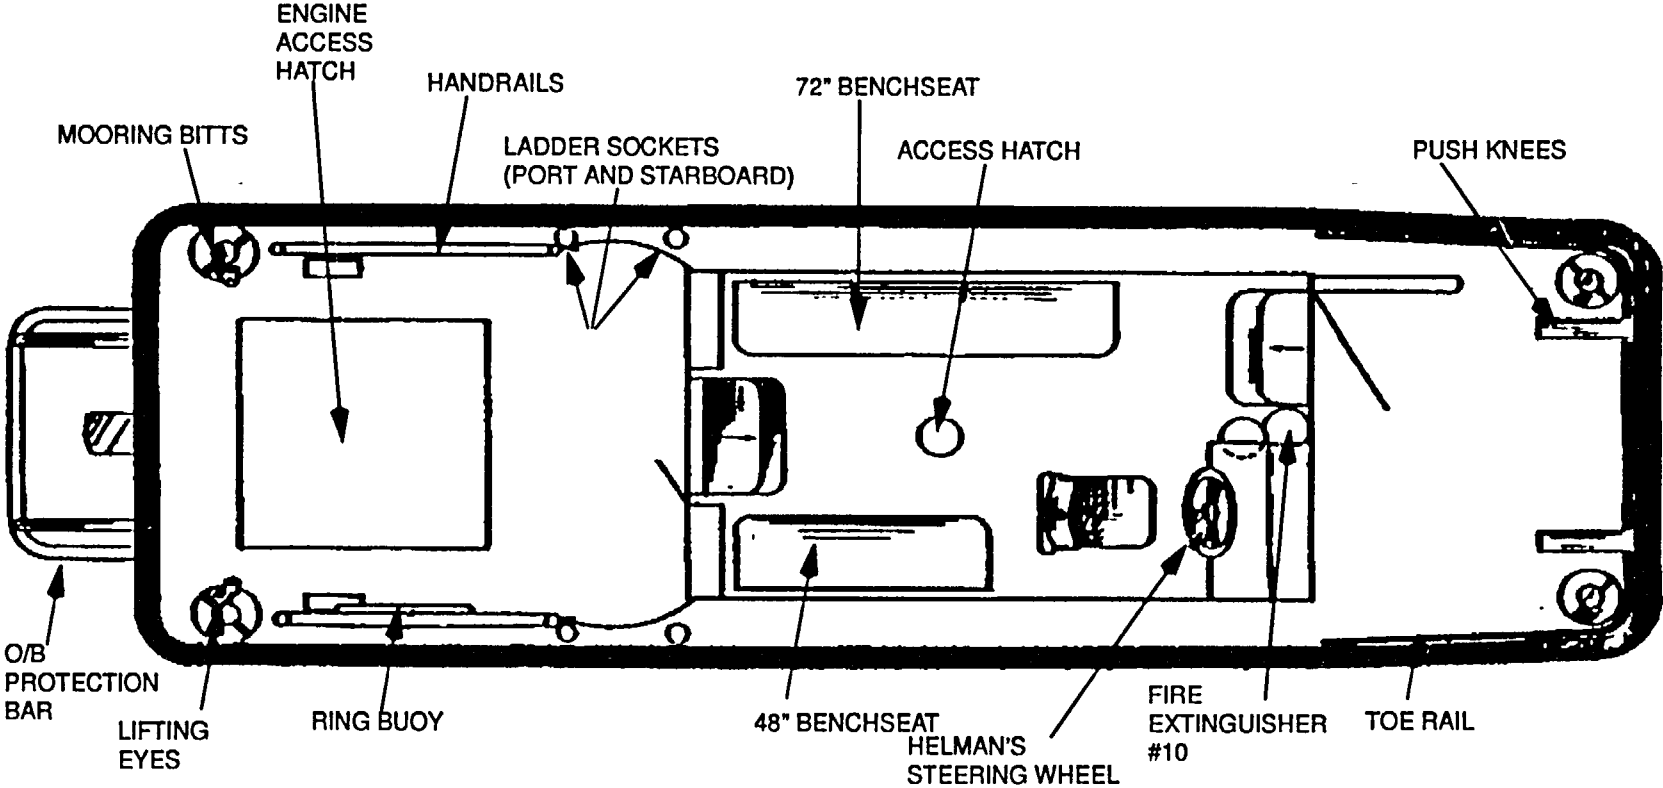 ENGINE
ACCESS
HATCH
HANDRAILS
72" BENCHSEAT
MOORING BITTS
LADDER SOCKETS
(PORT AND STARBOARD)
ACCESS HATCH
PUSH KNEES
O/B
PROTECTION
BAR
LIFTING
EYES
RING BUOY
48" BENCHSEAT
HELMAN'S
STEERING WHEEL
FIRE
EXTINGUISHER
#10
TOE RAIL